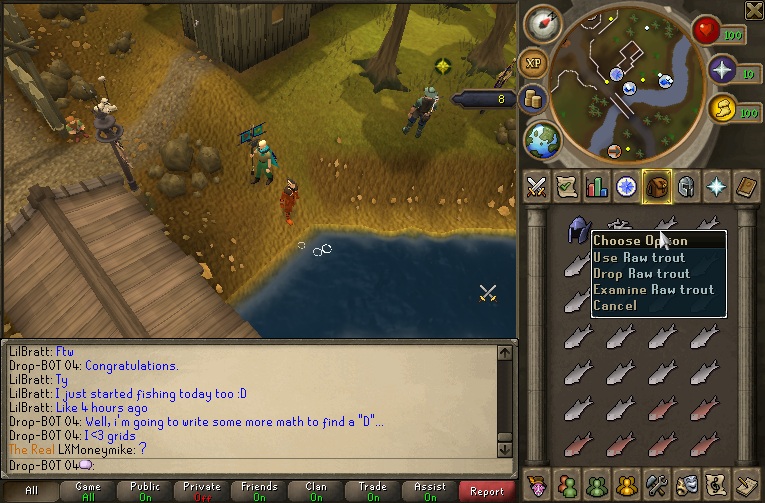 XP
100
10
100
8
Choose Option
Use Raw trout
Drop Raw trout
Examine Raw trout
Cancel
LilBratt: Ftw
Drop-BOT 04: Congratulations.
LilBratt: Ty
LilBratt: I just started fishing today too :D
LilBratt: Like 4 hours ago
Drop-BOT 04: Well, i'm going to write some more math to find a "D"...
Drop-BOT 04: I <3 grids
The Real LXMoneymike: ?
Drop-BOT 04
All
Game
All
Public
On
Private
Off
Friends
On
Clan
On
Trade
On
Assist
On
Report